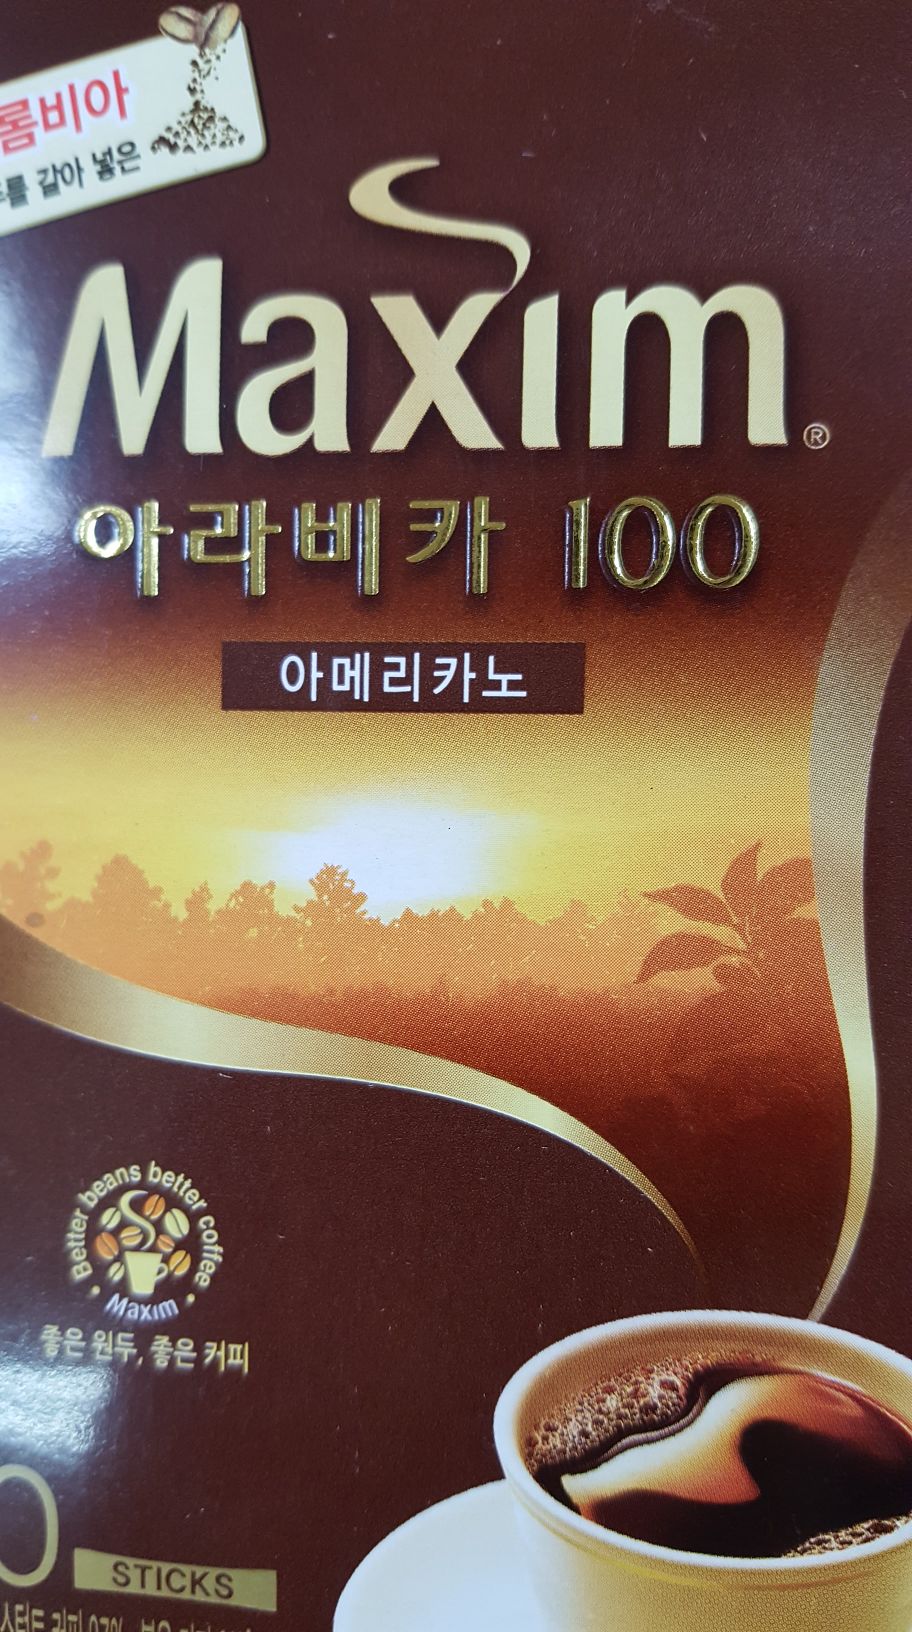 롬비아
를 갈아 넣은
Maxim®
아라비카 100
아메리카노
Better beans better coffee
Maxim
좋은 원두, 좋은 커피
0
STICKS